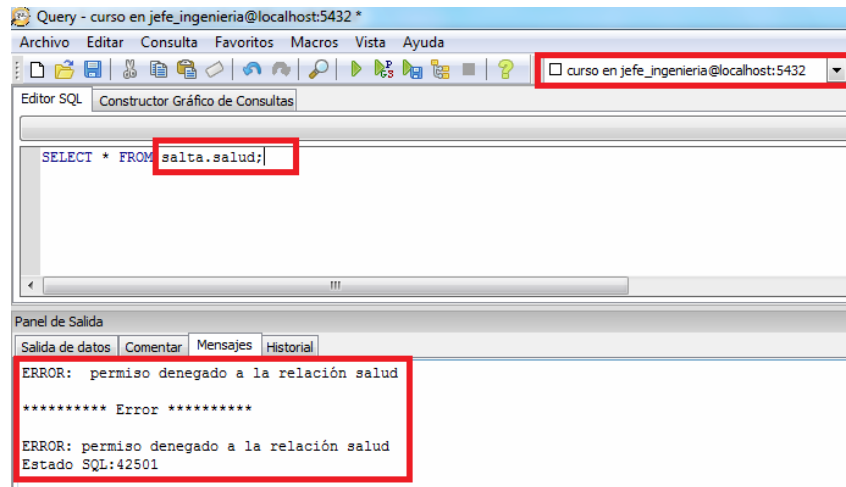 Query - curso en jefe_ingenieria@localhost:5432 *
Archivo Editar Consulta Favoritos Macros Vista Ayuda
curso en jefe_ingenieria@localhost:5432
Editor SQL Constructor Gráfico de Consultas
SELECT * FROM salta.salud;
Panel de Salida
Salida de datos Comentar Mensajes Historial
ERROR:  permiso denegado a la relación salud
********** Error **********
ERROR: permiso denegado a la relación salud
Estado SQL:42501